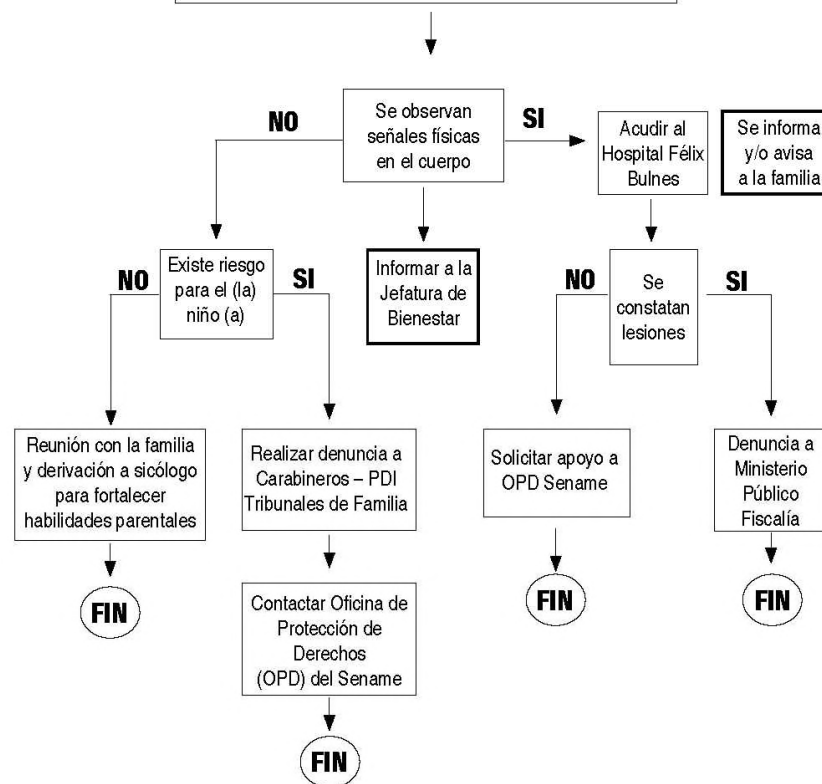 Se observan
señales físicas
en el cuerpo
NO
SI
Acudir al
Hospital Félix
Bulnes
Se informa
y/o avisa
a la familia
Existe riesgo
para el (la)
niño (a)
NO
SI
Informar a la
Jefatura de
Bienestar
Se
constatan
lesiones
NO
SI
Reunión con la familia
y derivación a sicólogo
para fortalecer
habilidades parentales
Realizar denuncia a
Carabineros – PDI
Tribunales de Familia
Solicitar apoyo a
OPD Sename
Denuncia a
Ministerio
Público
Fiscalía
FIN
Contactar Oficina de
Protección de
Derechos
(OPD) del Sename
FIN
FIN
FIN